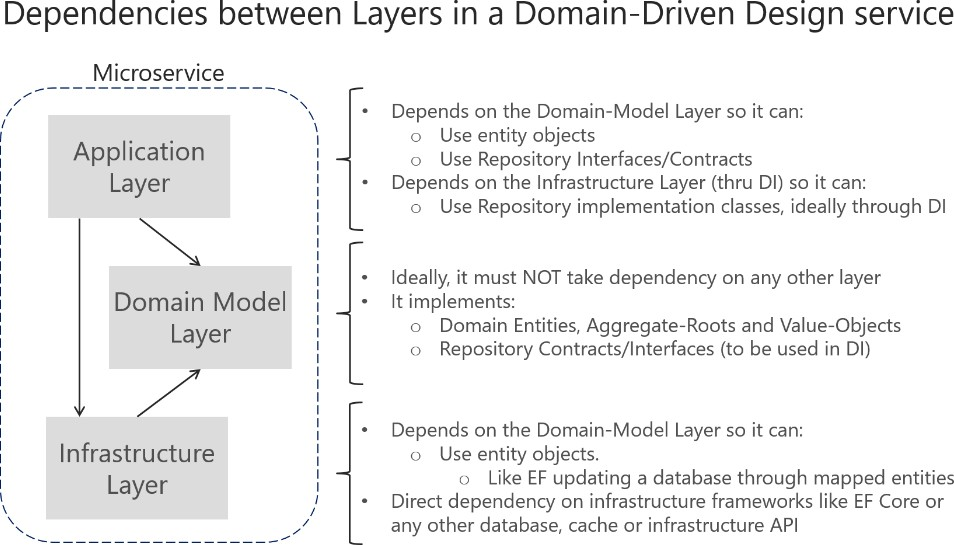 Dependencies between Layers in a Domain-Driven Design service
Microservice
Application
Layer
Domain Model
Layer
Infrastructure
Layer
• Depends on the Domain-Model Layer so it can:
o Use entity objects
o Use Repository Interfaces/Contracts
• Depends on the Infrastructure Layer (thru DI) so it can:
o Use Repository implementation classes, ideally through DI
• Ideally, it must NOT take dependency on any other layer
• It implements:
o Domain Entities, Aggregate-Roots and Value-Objects
o Repository Contracts/Interfaces (to be used in DI)
• Depends on the Domain-Model Layer so it can:
o Use entity objects.
o Like EF updating a database through mapped entities
• Direct dependency on infrastructure frameworks like EF Core or
any other database, cache or infrastructure API